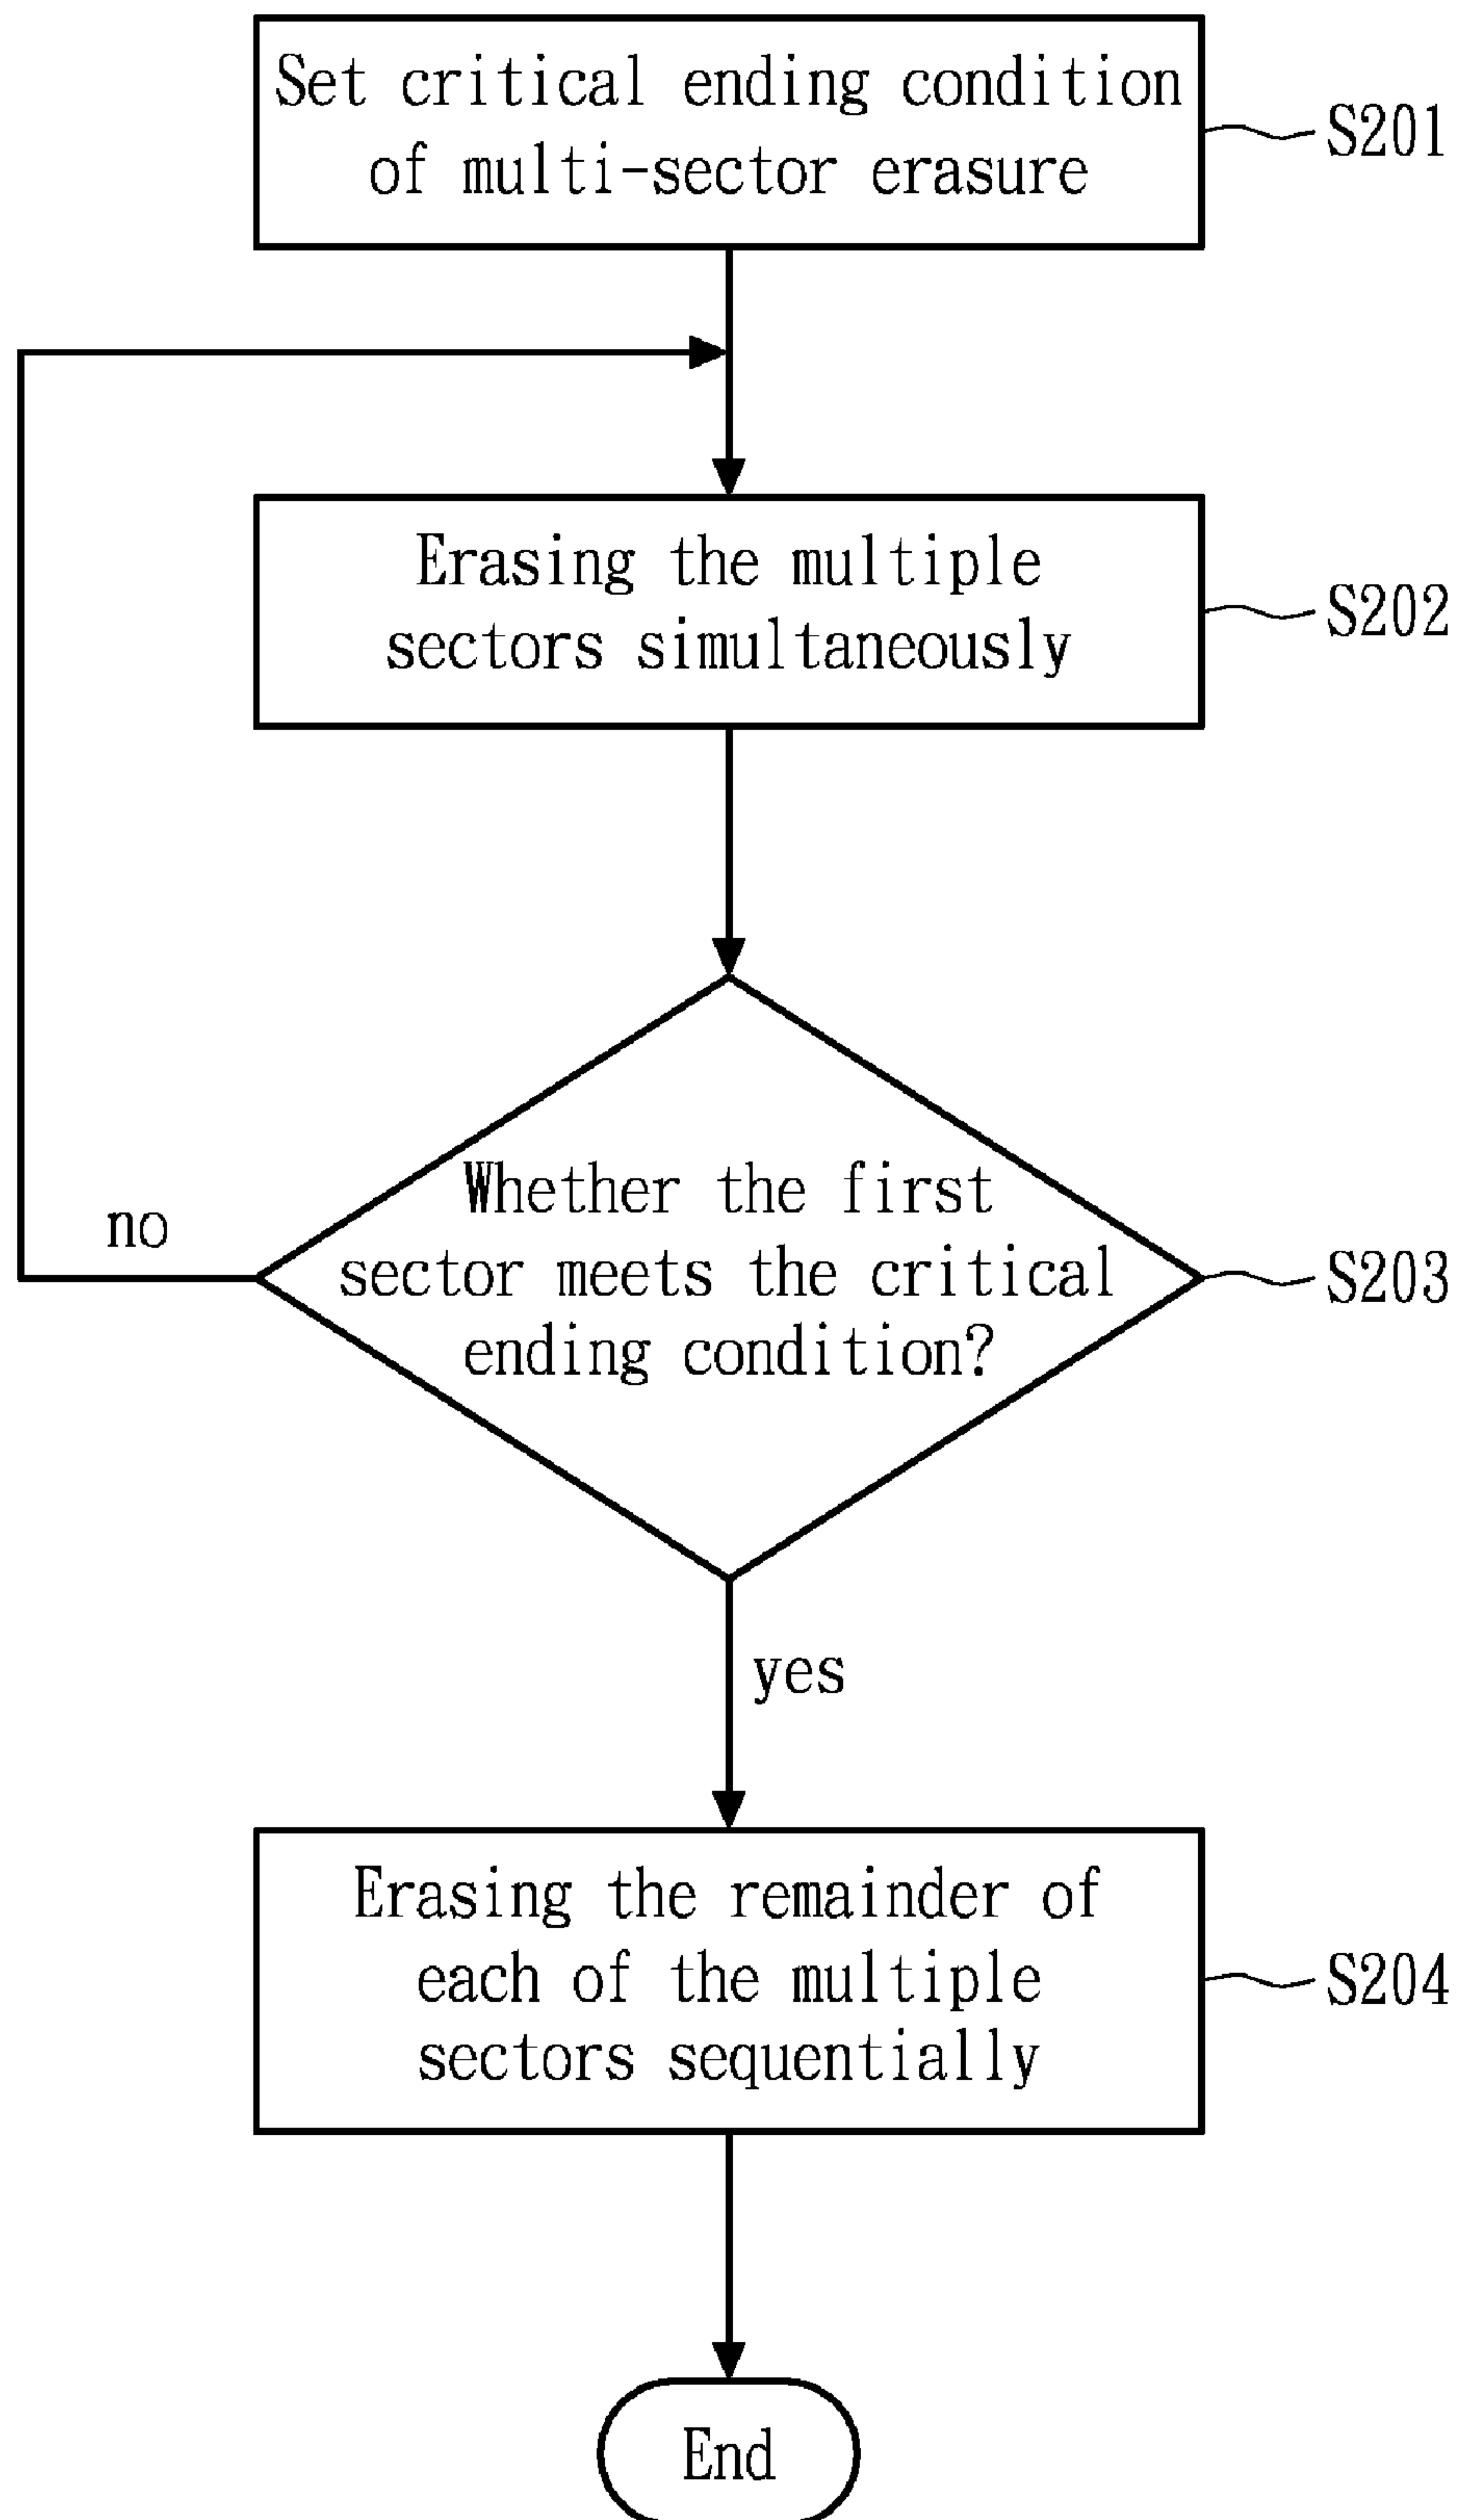 Set critical ending condition
of multi-sector erasure
S201
Erasing the multiple
sectors simultaneously
S202
Whether the first
sector meets the critical
ending condition?
S203
no
yes
Erasing the remainder of
each of the multiple
sectors sequentially
S204
End